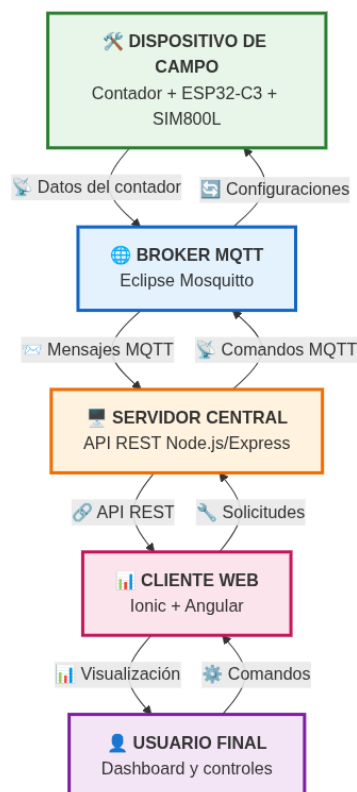 🛠️ DISPOSITIVO DE
CAMPO
Contador + ESP32-C3 +
SIM800L
📡 Datos del contador
🔄 Configuraciones
🌐 BROKER MQTT
Eclipse Mosquitto
📨 Mensajes MQTT
📡 Comandos MQTT
🖥️ SERVIDOR CENTRAL
API REST Node.js/Express
🔗 API REST
🔧 Solicitudes
📊 CLIENTE WEB
Ionic + Angular
📊 Visualización
⚙️ Comandos
👤 USUARIO FINAL
Dashboard y controles